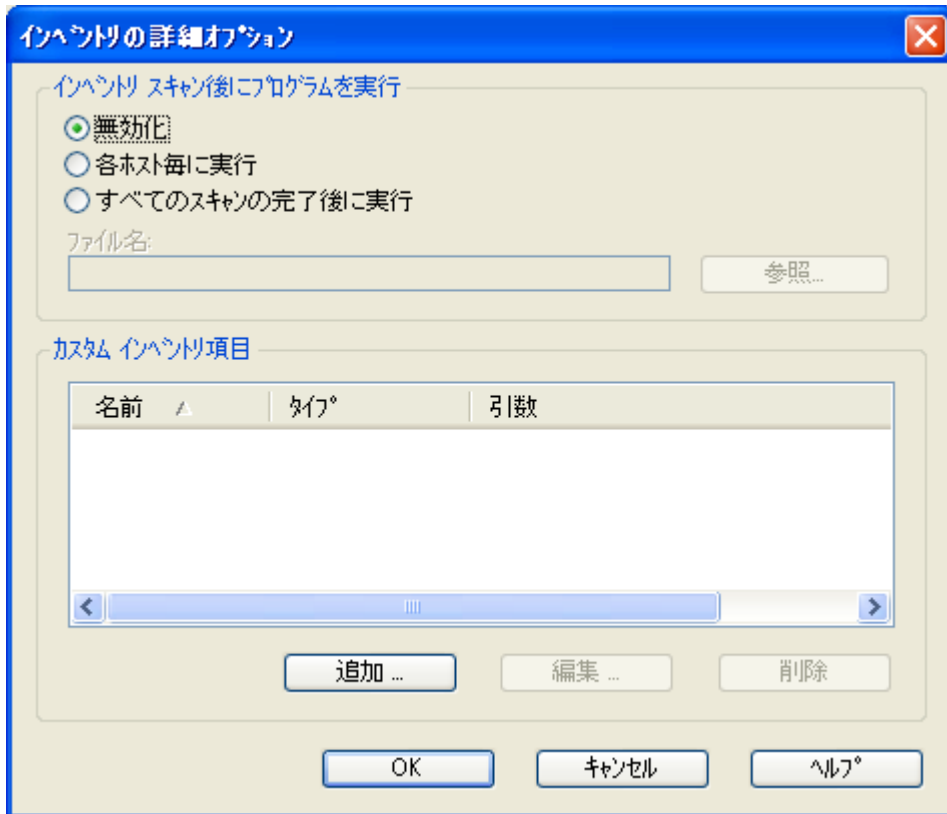 インベントリの詳細オプション
インベントリ スキャン後にプログラムを実行
無効化
各ホスト毎に実行
すべてのスキャンの完了後に実行
ファイル名:
参照...
カスタム インベントリ項目
名前 タイプ 引数
追加 ... 編集 ... 削除
OK キャンセル ヘルプ